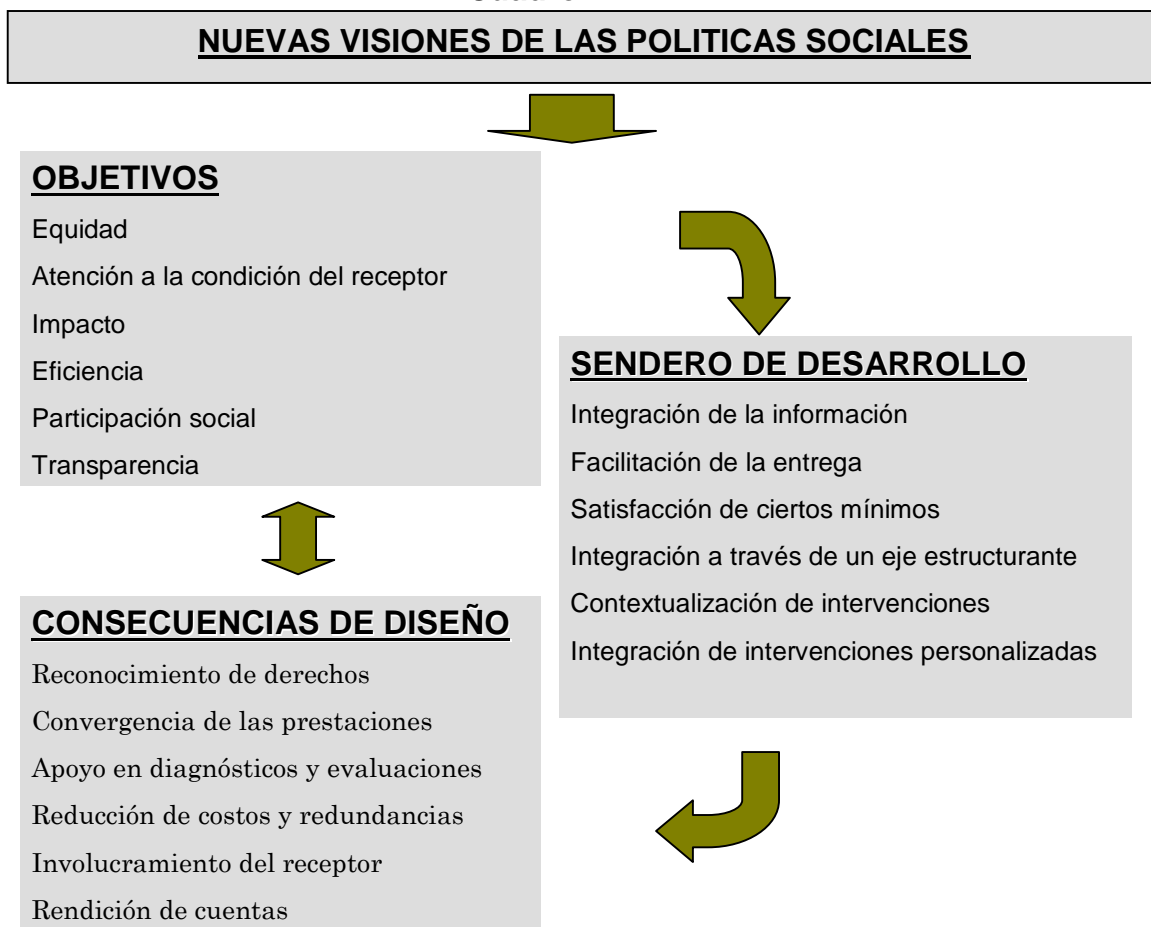 NUEVAS VISIONES DE LAS POLITICAS SOCIALES
OBJETIVOS
Equidad
Atención a la condición del receptor
Impacto
Eficiencia
Participación social
Transparencia
SENDERO DE DESARROLLO
Integración de la información
Facilitación de la entrega
Satisfacción de ciertos mínimos
Integración a través de un eje estructurante
Contextualización de intervenciones
Integración de intervenciones personalizadas
CONSECUENCIAS DE DISEÑO
Reconocimiento de derechos
Convergencia de las prestaciones
Apoyo en diagnósticos y evaluaciones
Reducción de costos y redundancias
Involucramiento del receptor
Rendición de cuentas